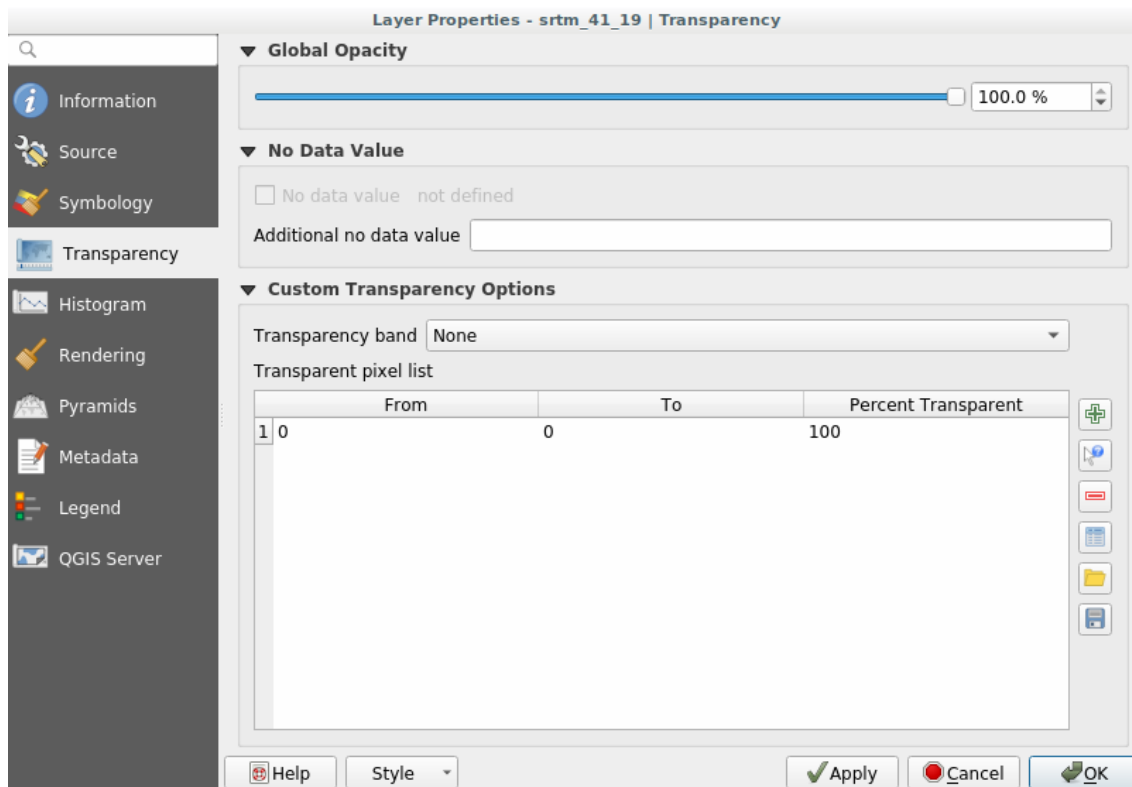 Layer Properties - srtm_41_19 | Transparency
Information
Source
Symbology
Transparency
Histogram
Rendering
Pyramids
Metadata
Legend
QGIS Server
Global Opacity
100.0 %
No Data Value
No data value not defined
Additional no data value
Custom Transparency Options
Transparency band None
Transparent pixel list
From To Percent Transparent
1 0 0 100
Help Style Apply Cancel OK